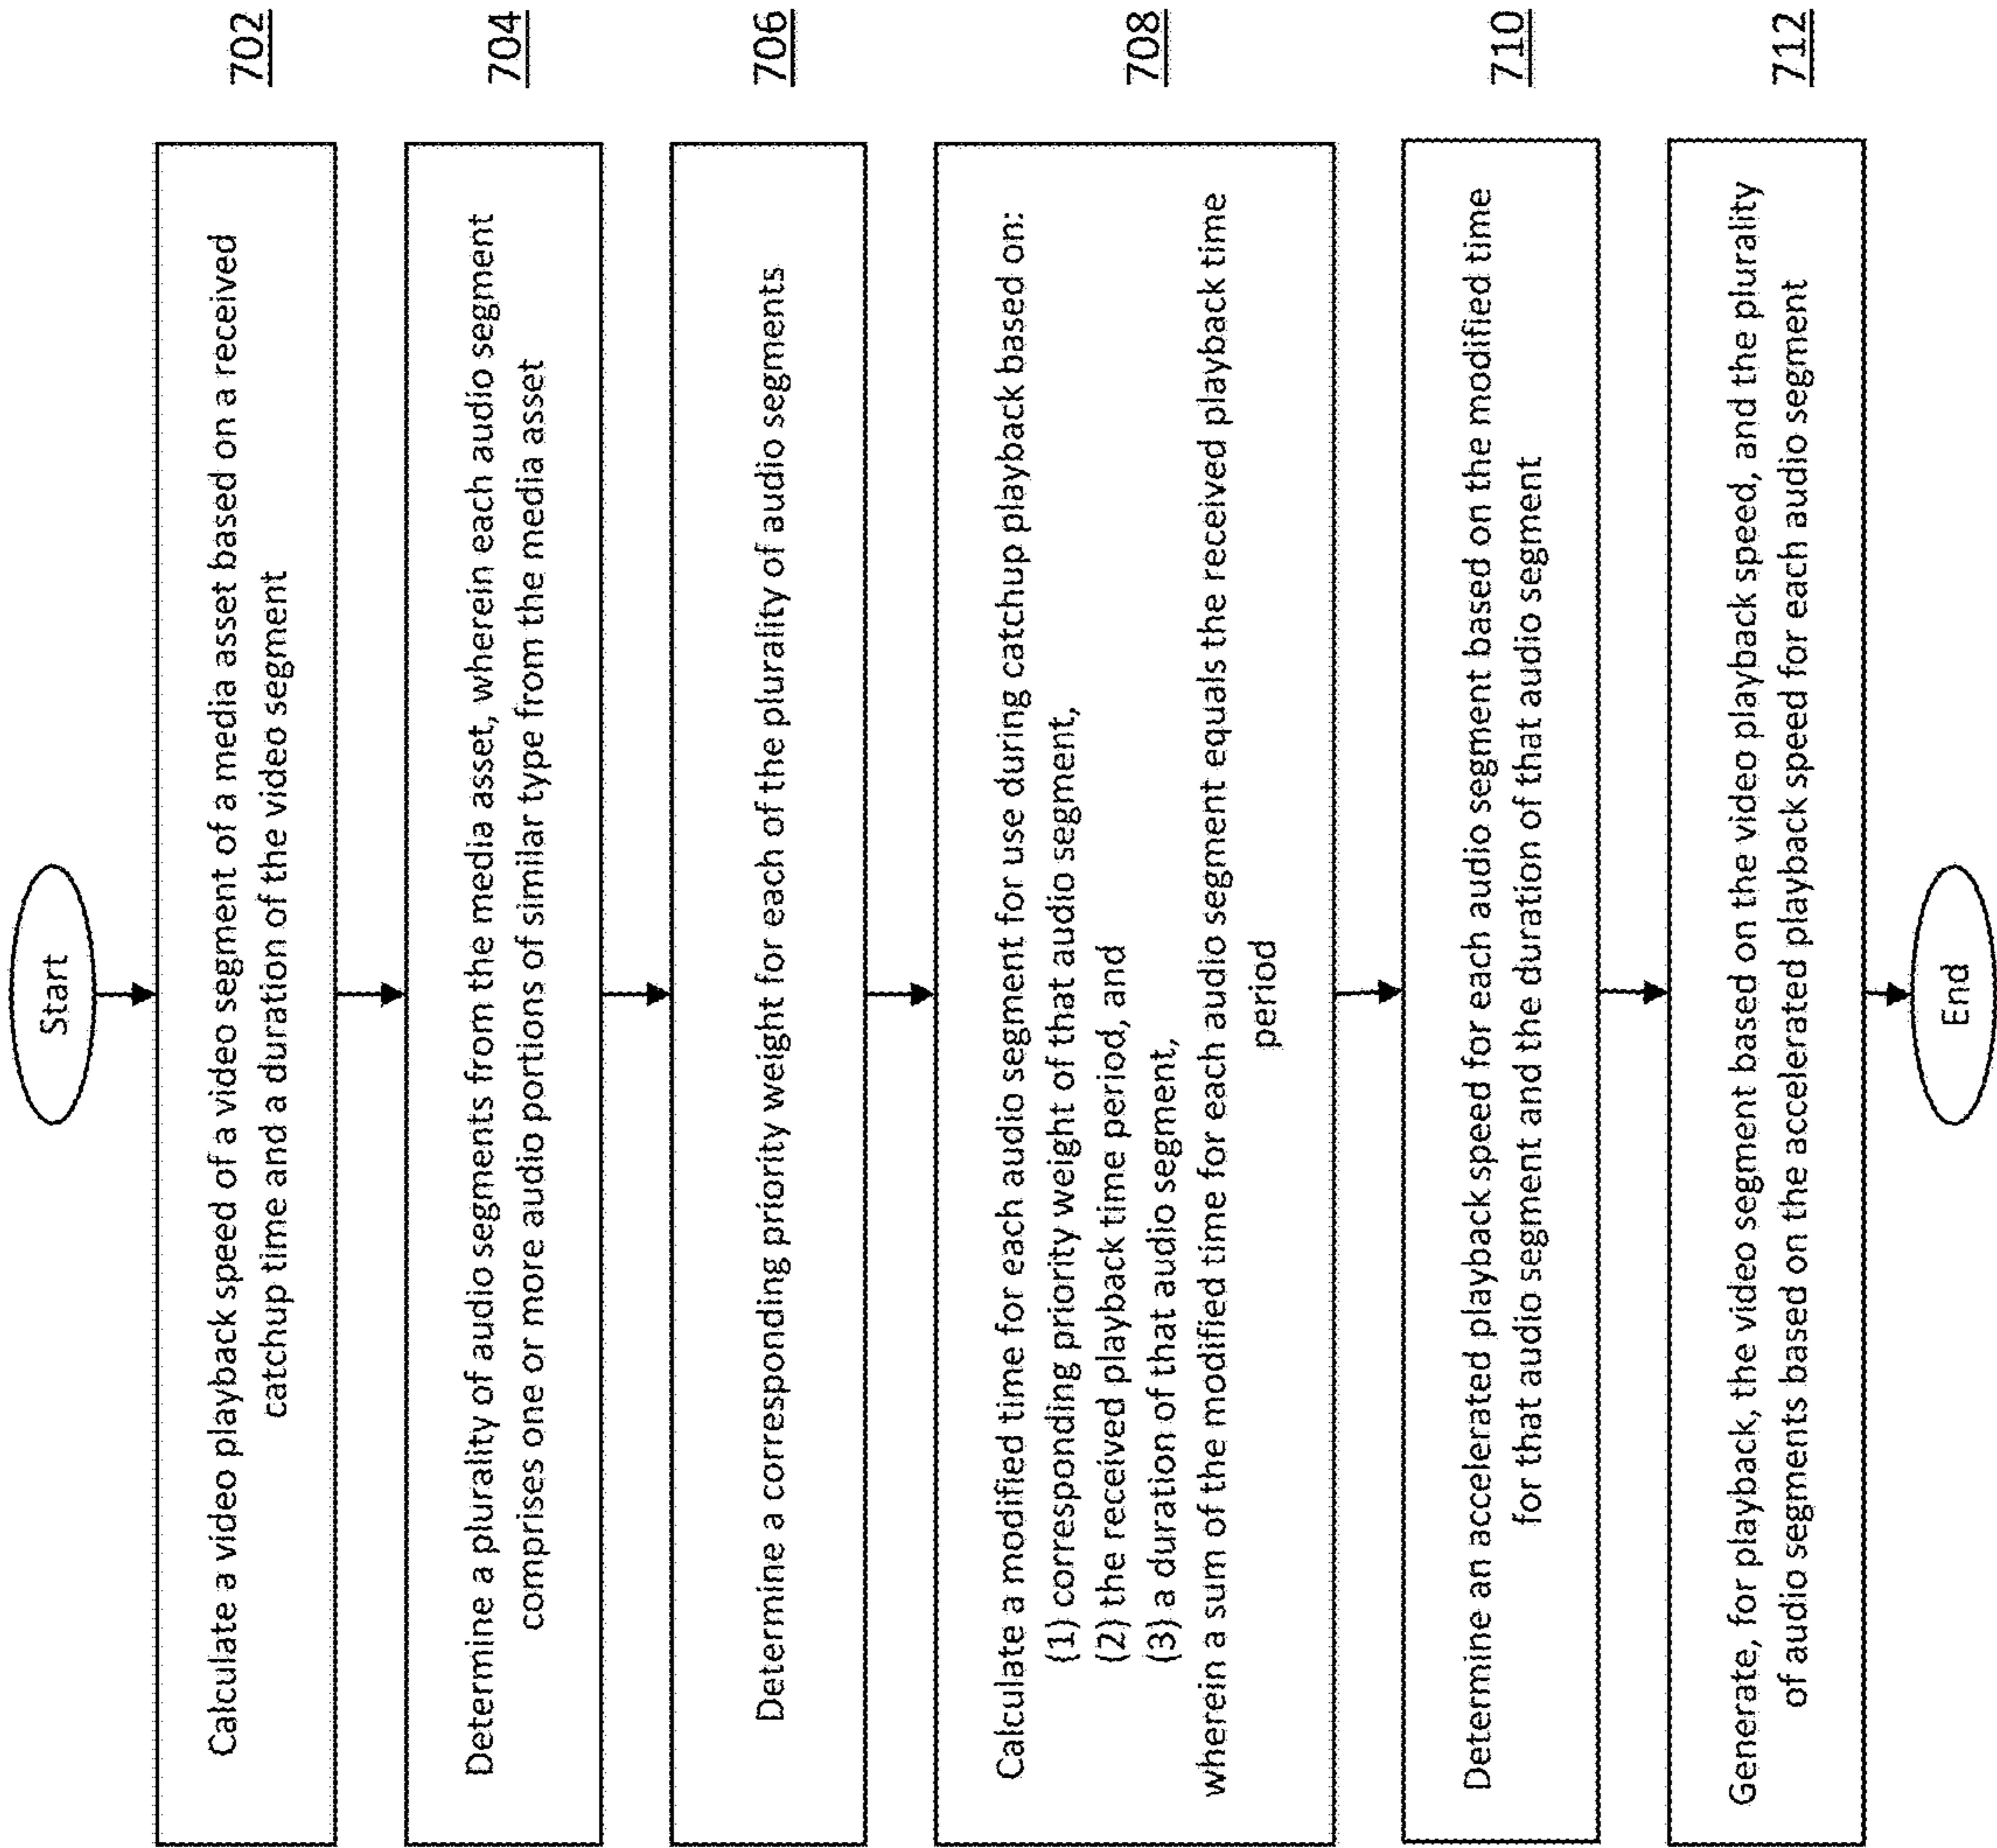 Start
Calculate a video playback speed of a video segment of a media asset based on a received
catchup time and a duration of the video segment
702
Determine a plurality of audio segments from the media asset, wherein each audio segment
comprises one or more audio portions of similar type from the media asset
704
Determine a corresponding priority weight for each of the plurality of audio segments
706
Calculate a modified time for each audio segment for use during catchup playback based on:
(1) corresponding priority weight of that audio segment,
(2) the received playback time period, and
(3) a duration of that audio segment,
wherein a sum of the modified time for each audio segment equals the received playback time
period
708
Determine an accelerated playback speed for each audio segment based on the modified time
for that audio segment and the duration of that audio segment
710
Generate, for playback, the video segment based on the video playback speed, and the plurality
of audio segments based on the accelerated playback speed for each audio segment
712
End